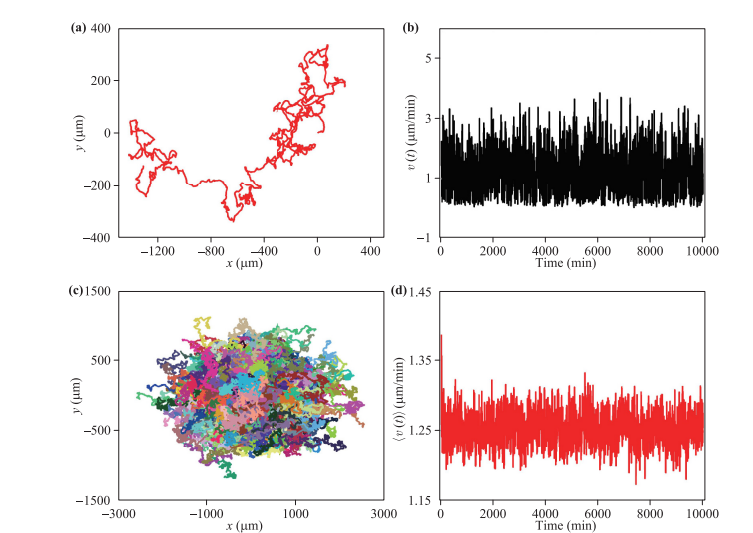 (a) 400
200
0
−200
−400
y (μm)
−1200 −800 −400 0 400
x (μm)
(b)
5
3
1
−1
v (t) (μm/min)
0 2000 4000 6000 8000 10000
Time (min)
(c) 1500
500
−500
−1500
y (μm)
−3000 −1000 1000 3000
x (μm)
(d) 1.45
1.35
1.25
1.15
⟨v (t)⟩ (μm/min)
0 2000 4000 6000 8000 10000
Time (min)